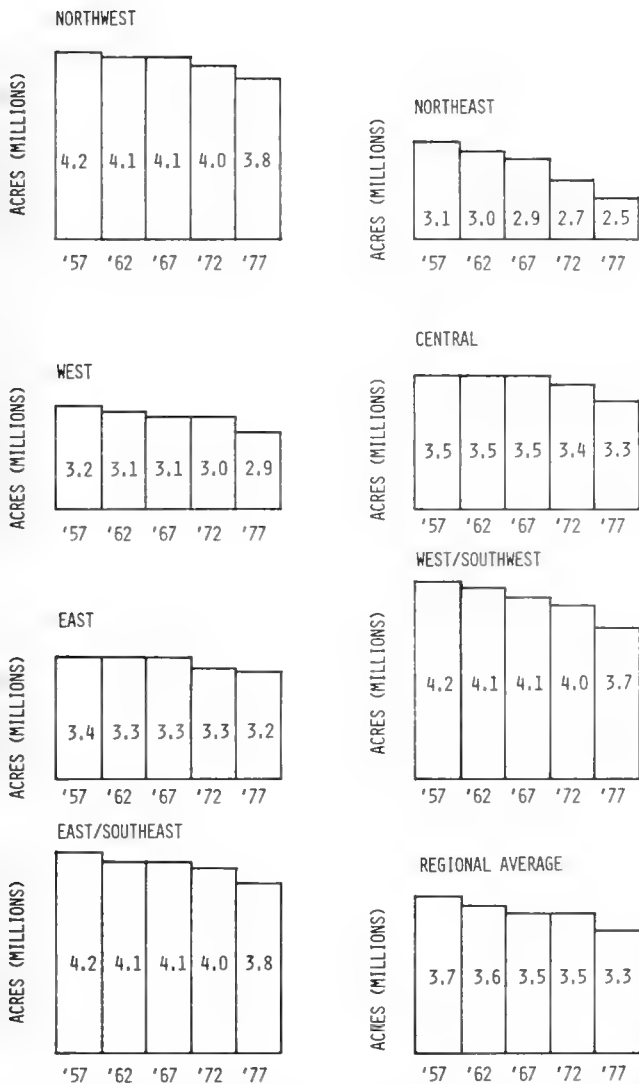 NORTHWEST
ACRES (MILLIONS)
4.2 4.1 4.1 4.0 3.8
'57 '62 '67 '72 '77
NORTHEAST
ACRES (MILLIONS)
3.1 3.0 2.9 2.7 2.5
'57 '62 '67 '72 '77
WEST
ACRES (MILLIONS)
3.2 3.1 3.1 3.0 2.9
'57 '62 '67 '72 '77
CENTRAL
ACRES (MILLIONS)
3.5 3.5 3.5 3.4 3.3
'57 '62 '67 '72 '77
EAST
ACRES (MILLIONS)
3.4 3.3 3.3 3.3 3.2
'57 '62 '67 '72 '77
WEST/SOUTHWEST
ACRES (MILLIONS)
4.2 4.1 4.1 4.0 3.7
'57 '62 '67 '72 '77
EAST/SOUTHEAST
ACRES (MILLIONS)
4.2 4.1 4.1 4.0 3.8
'57 '62 '67 '72 '77
REGIONAL AVERAGE
ACRES (MILLIONS)
3.7 3.6 3.5 3.5 3.3
'57 '62 '67 '72 '77